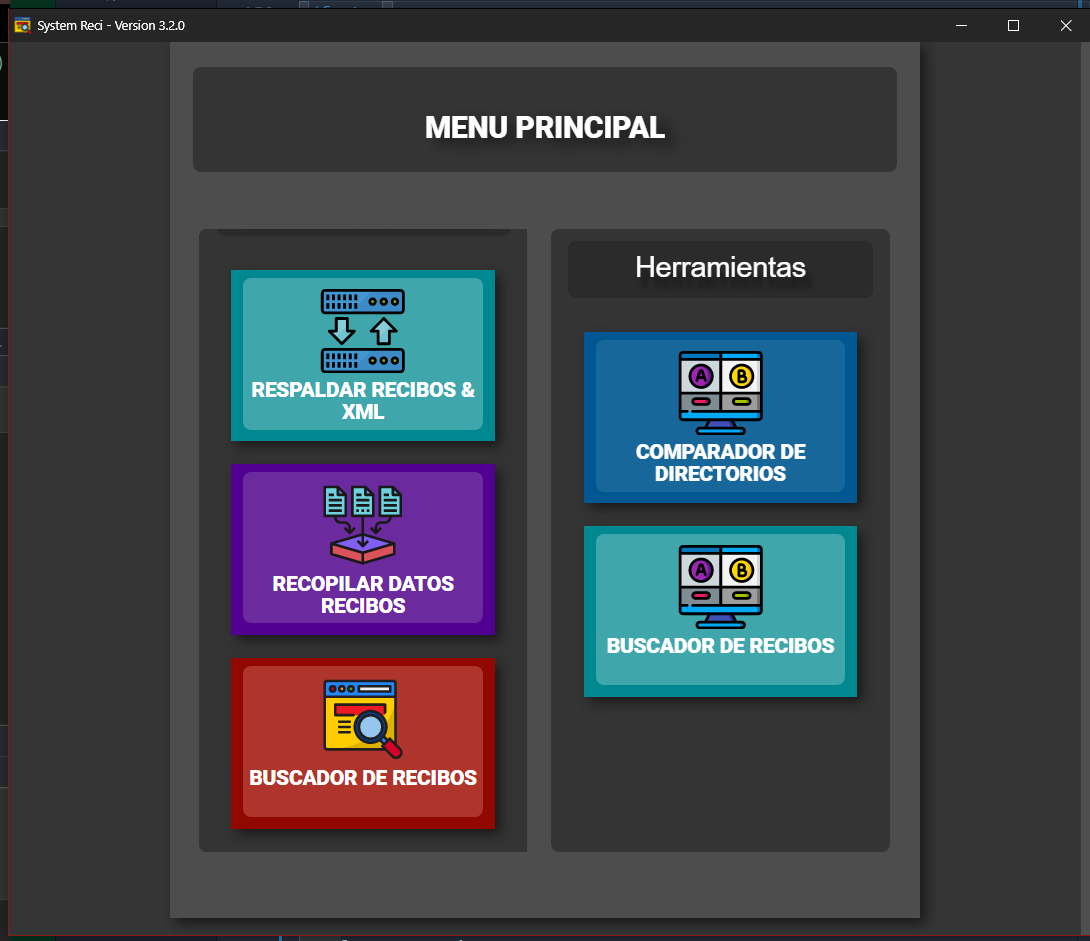 System Reci - Version 3.2.0
MENU PRINCIPAL
RESPALDAR RECIBOS &
XML
RECOPILAR DATOS
RECIBOS
BUSCADOR DE RECIBOS
Herramientas
A B
COMPARADOR DE
DIRECTORIOS
A B
BUSCADOR DE RECIBOS